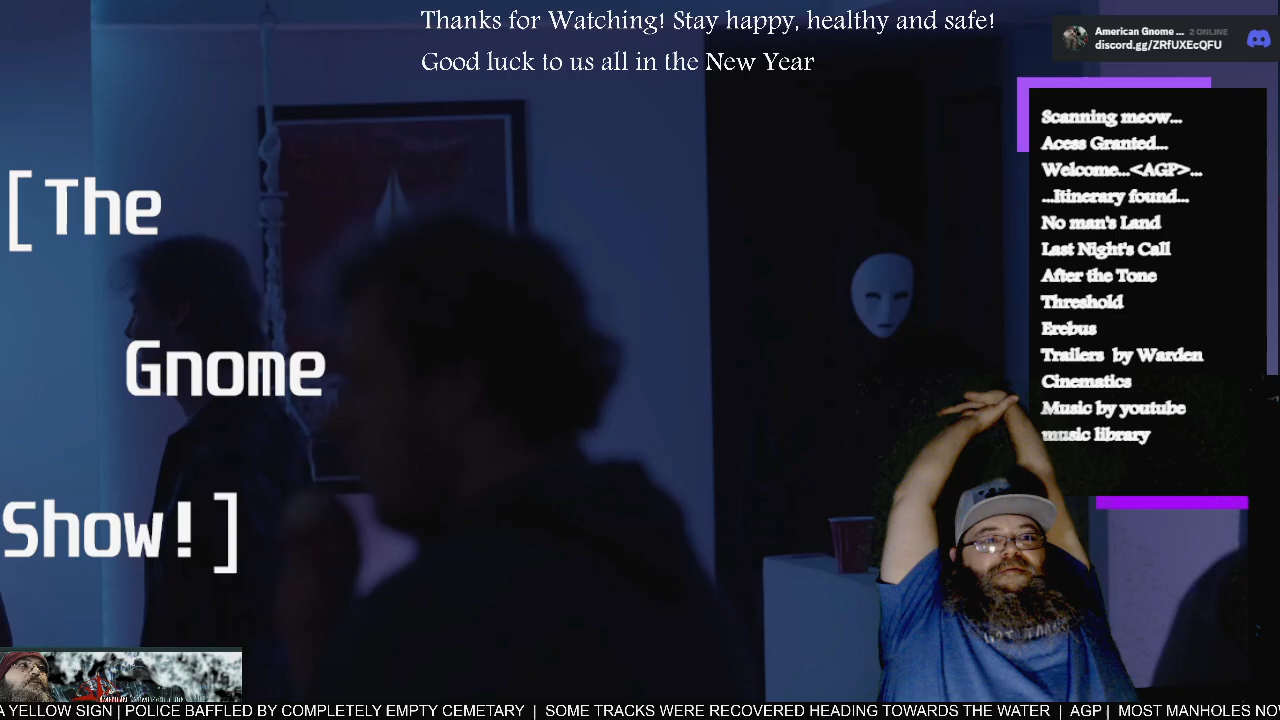 Thanks for Watching! Stay happy, healthy and safe!
Good luck to us all in the New Year
American Gnome ... 2 ONLINE
discord.gg/ZRfUXEcQFU
[The
Gnome
Show!]
Scanning meow...
Acess Granted...
Welcome...<AGP>...
...Itinerary found...
No man's Land
Last Night's Call
After the Tone
Threshold
Erebus
Trailers by Warden
Cinematics
Music by youtube
music library
A YELLOW SIGN | POLICE BAFFLED BY COMPLETELY EMPTY CEMETARY | SOME TRACKS WERE RECOVERED HEADING TOWARDS THE WATER | AGP | MOST MANHOLES NO